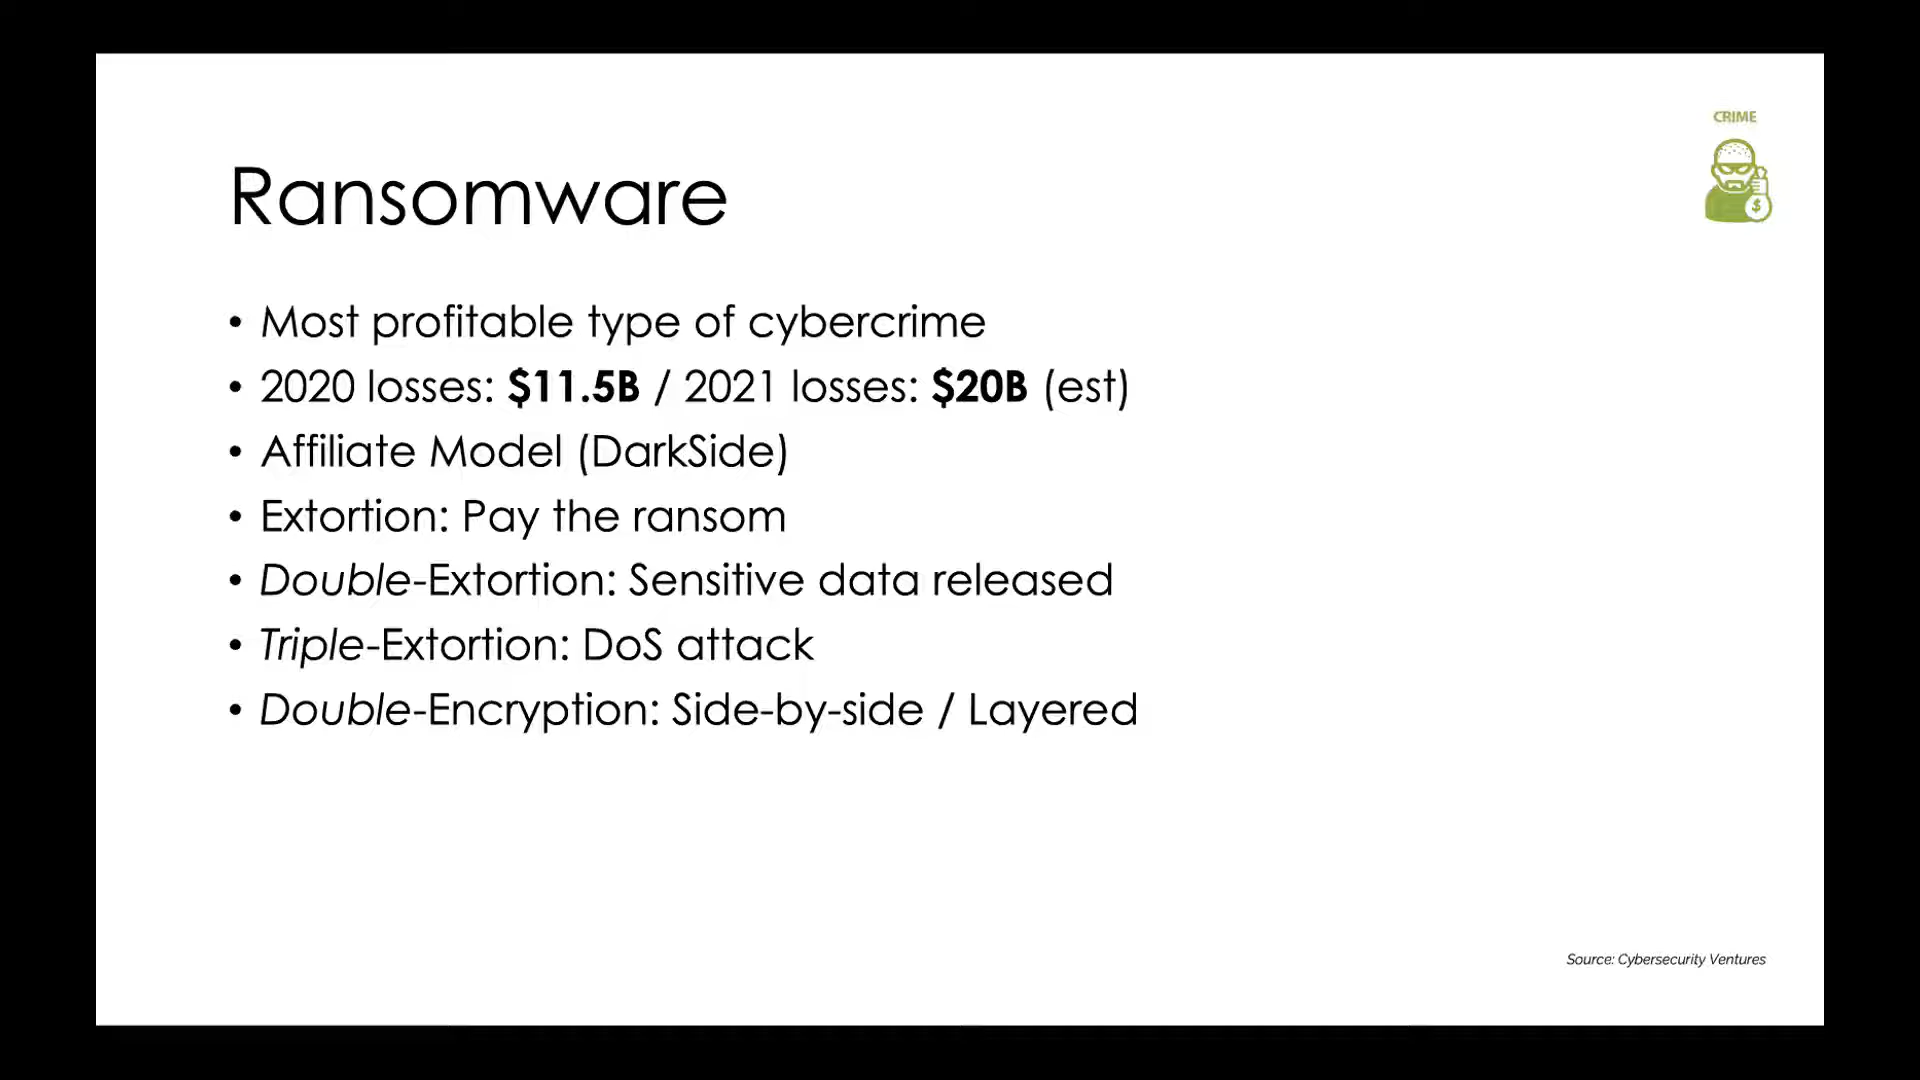 CRIME
Ransomware
• Most profitable type of cybercrime
• 2020 losses: $11.5B / 2021 losses: $20B (est)
• Affiliate Model (DarkSide)
• Extortion: Pay the ransom
• Double-Extortion: Sensitive data released
• Triple-Extortion: DoS attack
• Double-Encryption: Side-by-side / Layered
$
Source: Cybersecurity Ventures